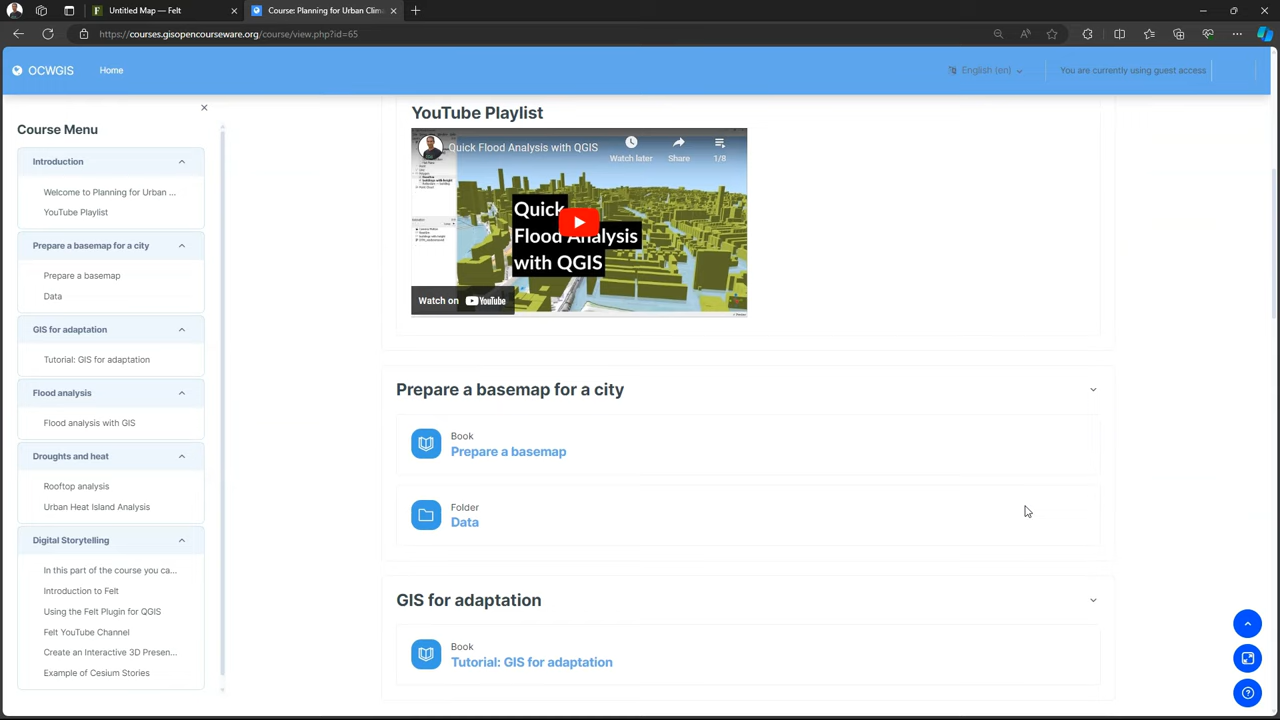 Untitled Map — Felt
Course: Planning for Urban Clim
https://courses.gisopencourseware.org/course/view.php?id=65
OCWGIS
Home
English (en)
You are currently using guest access
Course Menu
Introduction
Welcome to Planning for Urban ...
YouTube Playlist
Prepare a basemap for a city
Prepare a basemap
Data
GIS for adaptation
Tutorial: GIS for adaptation
Flood analysis
Flood analysis with GIS
Droughts and heat
Rooftop analysis
Urban Heat Island Analysis
Digital Storytelling
In this part of the course you ca...
Introduction to Felt
Using the Felt Plugin for QGIS
Felt YouTube Channel
Create an Interactive 3D Presen...
Example of Cesium Stories
YouTube Playlist
Quick Flood Analysis with QGIS
Watch later
Share
1/8
Quick
Flood Analysis
with QGIS
Watch on YouTube
Prepare a basemap for a city
Book
Prepare a basemap
Folder
Data
GIS for adaptation
Book
Tutorial: GIS for adaptation